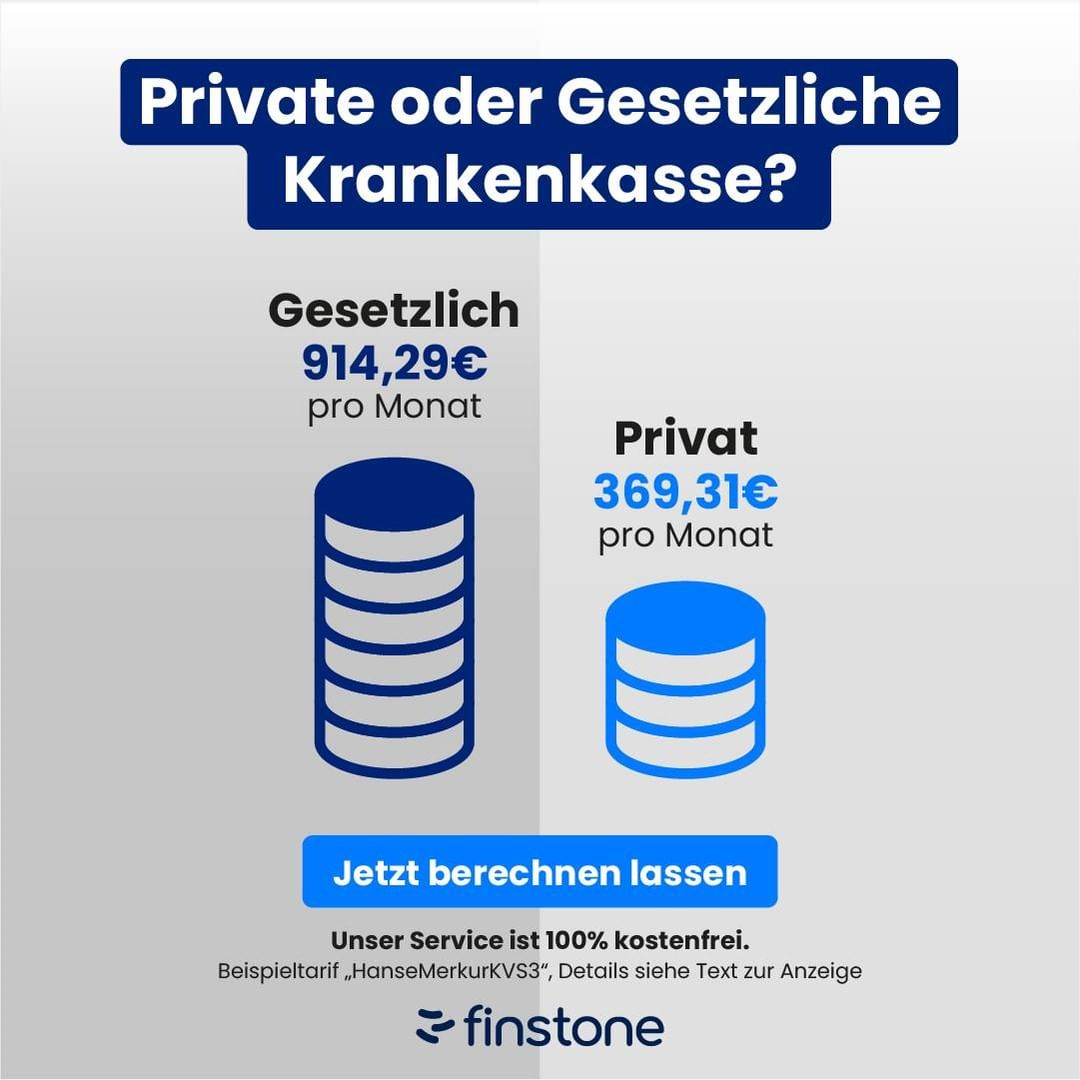 Private oder Gesetzliche
Krankenkasse?
Gesetzlich
914,29€
pro Monat
Privat
369,31€
pro Monat
Jetzt berechnen lassen
Unser Service ist 100% kostenfrei.
Beispieltarif „HanseMerkurKVS3“, Details siehe Text zur Anzeige
finstone